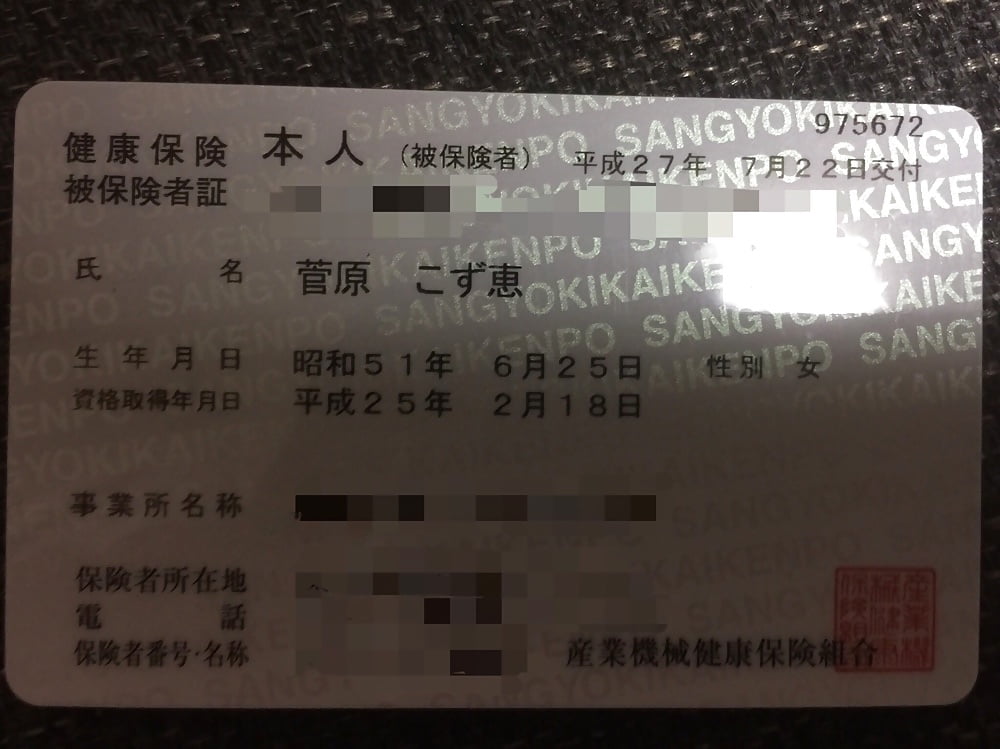 975672
健康保険 本人 (被保険者) 平成27年 7月22日交付
被保険者証
氏名 菅原 こず恵
生年月日 昭和51年 6月25日 性別 女
資格取得年月日 平成25年 2月18日
事業所名称
保険者所在地
電話
保険者番号・名称 産業機械健康保険組合
SANGYOKIKAIKENPO